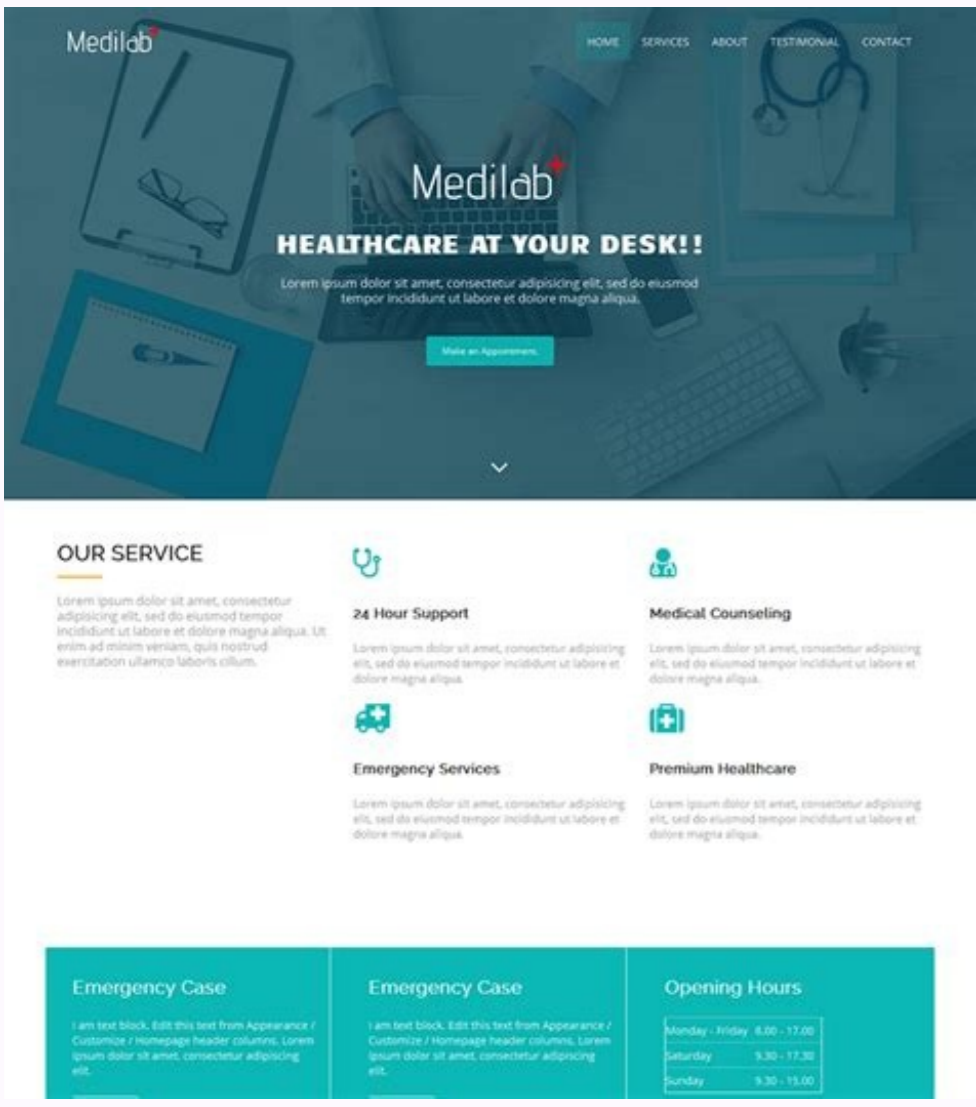 Medilab
HOME SERVICES ABOUT TESTIMONIAL CONTACT
Medilab
HEALTHCARE AT YOUR DESK!!
Lorem ipsum dolor sit amet, consectetur adipisicing elit, sed do eiusmod
tempor incididunt ut labore et dolore magna aliqua.
Make an Appointment.
OUR SERVICE
Lorem ipsum dolor sit amet, consectetur
adipisicing elit, sed do eiusmod tempor
incididunt ut labore et dolore magna aliqua. Ut
enim ad minim veniam, quis nostrud
exercitation ullamco laboris cillum.
24 Hour Support
Lorem ipsum dolor sit amet, consectetur adipisicing
elit, sed do eiusmod tempor incididunt ut labore et
dolore magna aliqua.
Medical Counseling
Lorem ipsum dolor sit amet, consectetur adipisicing
elit, sed do eiusmod tempor incididunt ut labore et
dolore magna aliqua.
Emergency Services
Lorem ipsum dolor sit amet, consectetur adipisicing
elit, sed do eiusmod tempor incididunt ut labore et
dolore magna aliqua.
Premium Healthcare
Lorem ipsum dolor sit amet, consectetur adipisicing
elit, sed do eiusmod tempor incididunt ut labore et
dolore magna aliqua.
Emergency Case
I am text block. Edit this text from Appearance /
Customize / Homepage header columns. Lorem
ipsum dolor sit amet, consectetur adipiscing
elit.
Emergency Case
I am text block. Edit this text from Appearance /
Customize / Homepage header columns. Lorem
ipsum dolor sit amet, consectetur adipiscing
elit.
Opening Hours
Monday - Friday 8.00 - 17.00
Saturday 9.30 - 17.30
Sunday 9.30 - 15.00